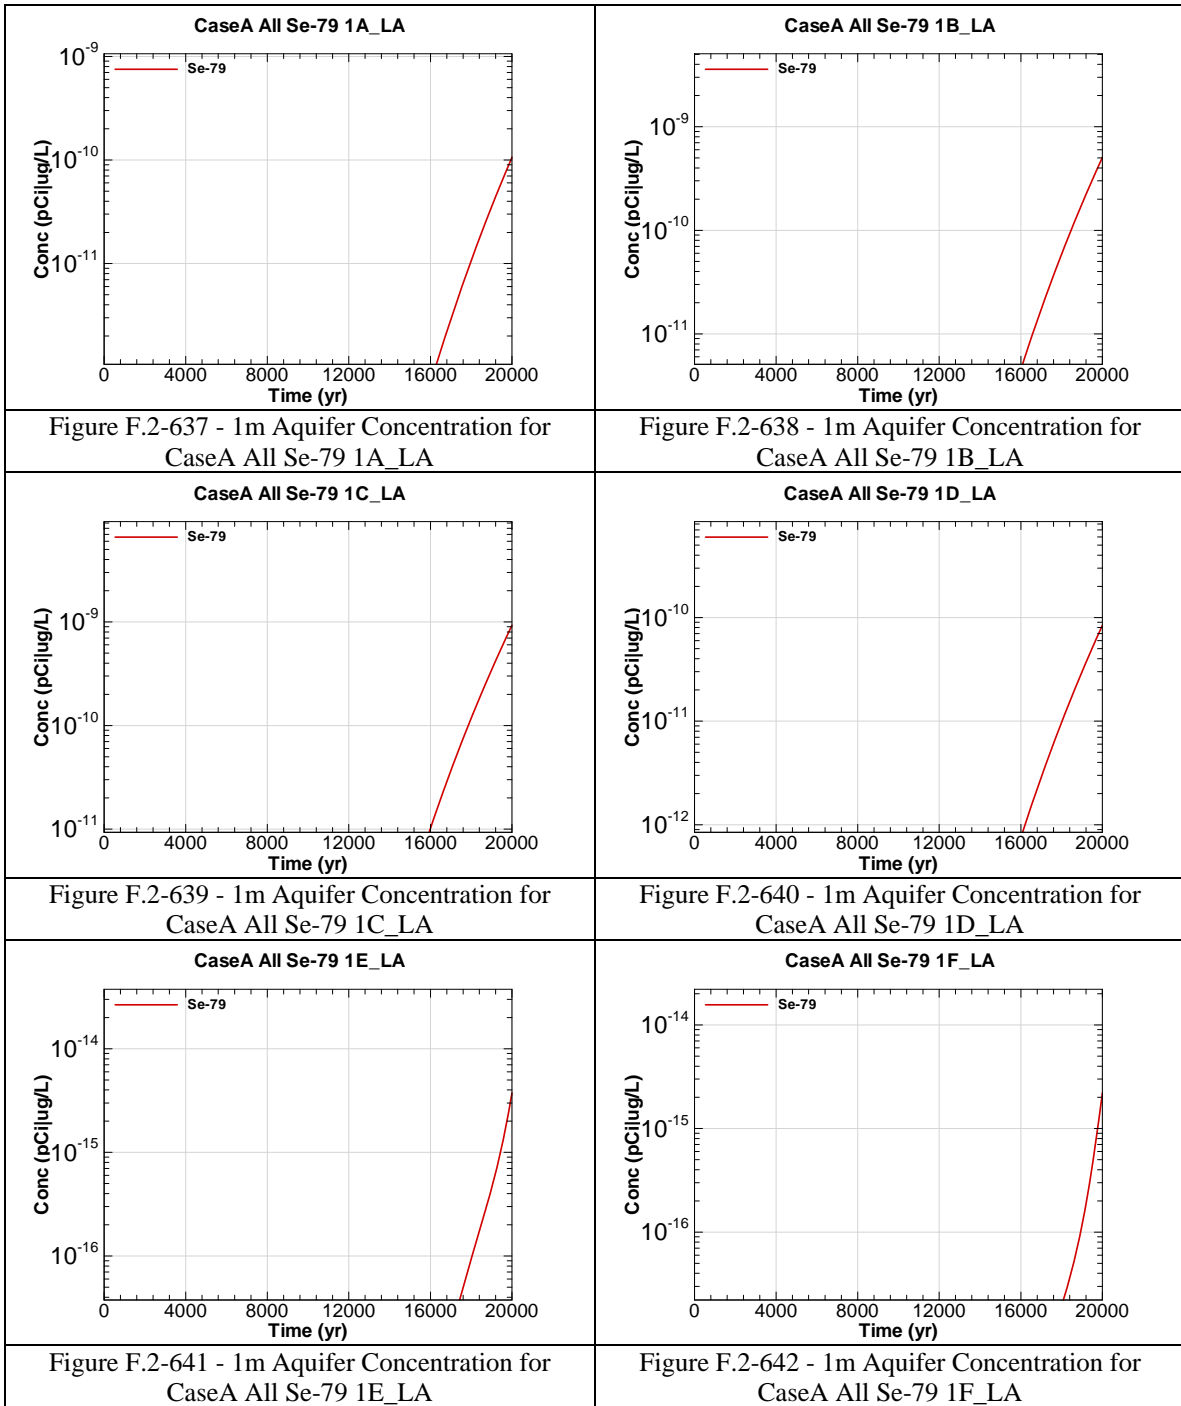 CaseA All Se-79 1A_LA
Se-79
10-9
10-10
10-11
Conc (pCi|ug/L)
0 4000 8000 12000 16000 20000
Time (yr)
Figure F.2-637 - 1m Aquifer Concentration for
CaseA All Se-79 1A_LA
CaseA All Se-79 1B_LA
Se-79
10-9
10-10
10-11
Conc (pCi|ug/L)
0 4000 8000 12000 16000 20000
Time (yr)
Figure F.2-638 - 1m Aquifer Concentration for
CaseA All Se-79 1B_LA
CaseA All Se-79 1C_LA
Se-79
10-9
10-10
10-11
Conc (pCi|ug/L)
0 4000 8000 12000 16000 20000
Time (yr)
Figure F.2-639 - 1m Aquifer Concentration for
CaseA All Se-79 1C_LA
CaseA All Se-79 1D_LA
Se-79
10-10
10-11
10-12
Conc (pCi|ug/L)
0 4000 8000 12000 16000 20000
Time (yr)
Figure F.2-640 - 1m Aquifer Concentration for
CaseA All Se-79 1D_LA
CaseA All Se-79 1E_LA
Se-79
10-14
10-15
10-16
Conc (pCi|ug/L)
0 4000 8000 12000 16000 20000
Time (yr)
Figure F.2-641 - 1m Aquifer Concentration for
CaseA All Se-79 1E_LA
CaseA All Se-79 1F_LA
Se-79
10-14
10-15
10-16
Conc (pCi|ug/L)
0 4000 8000 12000 16000 20000
Time (yr)
Figure F.2-642 - 1m Aquifer Concentration for
CaseA All Se-79 1F_LA